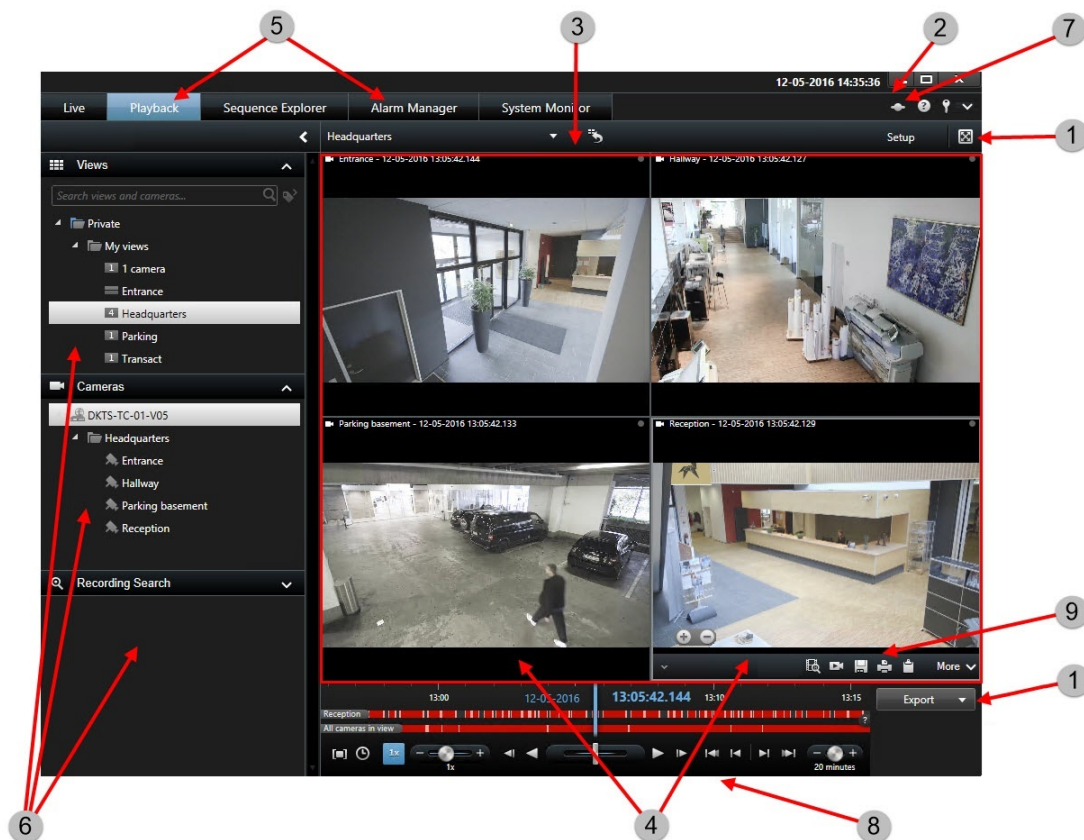 5
3
2
7
12-05-2016 14:35:36
Live
Playback
Sequence Explorer
Alarm Manager
System Monitor
Headquarters
Setup
1
Views
Search views and cameras...
Private
My views
1 1 camera
Entrance
4 Headquarters
1 Parking
1 Transact
Cameras
DKTS-TC-01-V05
Headquarters
Entrance
Hallway
Parking basement
Reception
Recording Search
Entrance - 12-05-2016 13:05:42.144
Hallway - 12-05-2016 13:05:42.127
Parking basement - 12-05-2016 13:05:42.133
Reception - 12-05-2016 13:05:42.129
9
More
13:00
12-05-2016
13:05:42.144
13:10
13:15
Export
1
Reception
All cameras in view
?
1x
1x
20 minutes
6
4
8